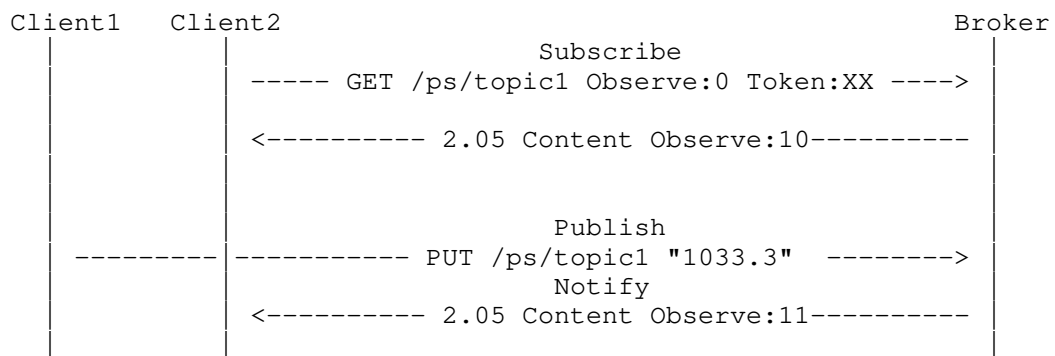 Client1 Client2 Broker
Subscribe
----- GET /ps/topic1 Observe:0 Token:XX ---->
<---------- 2.05 Content Observe:10----------
Publish
---------|----------- PUT /ps/topic1 "1033.3" -------->
Notify
<---------- 2.05 Content Observe:11----------